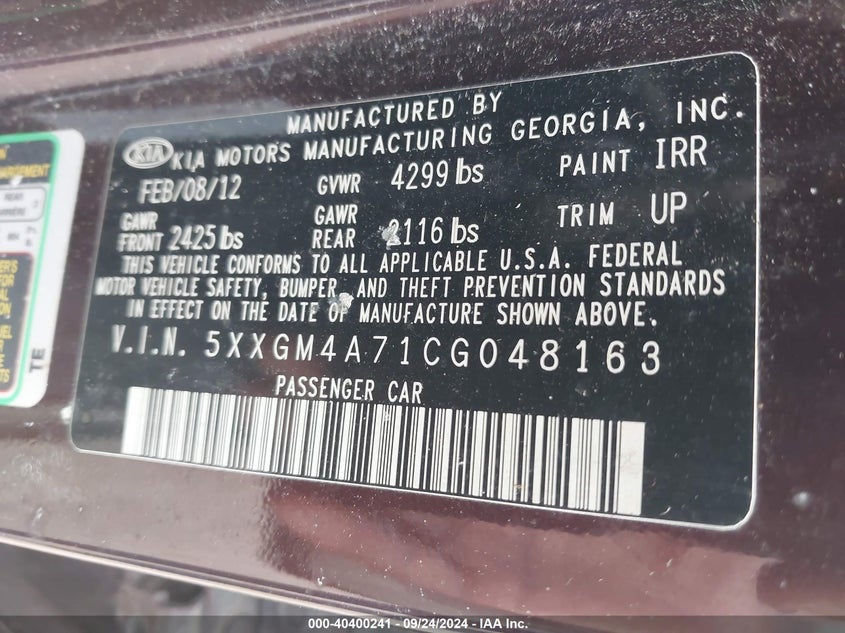 MANUFACTURED BY
KIA KIA MOTORS MANUFACTURING GEORGIA, INC.
FEB/08/12 GVWR 4299 lbs PAINT IRR
GAWR FRONT 2425 lbs GAWR REAR 2116 lbs TRIM UP
THIS VEHICLE CONFORMS TO ALL APPLICABLE U.S.A. FEDERAL
MOTOR VEHICLE SAFETY, BUMPER, AND THEFT PREVENTION STANDARDS
IN EFFECT ON THE DATE OF MANUFACTURE SHOWN ABOVE.
V.I.N. 5XXGM4A71CG048163
PASSENGER CAR
REAR
TE
000-40400241 - 09/24/2024 - IAA Inc.